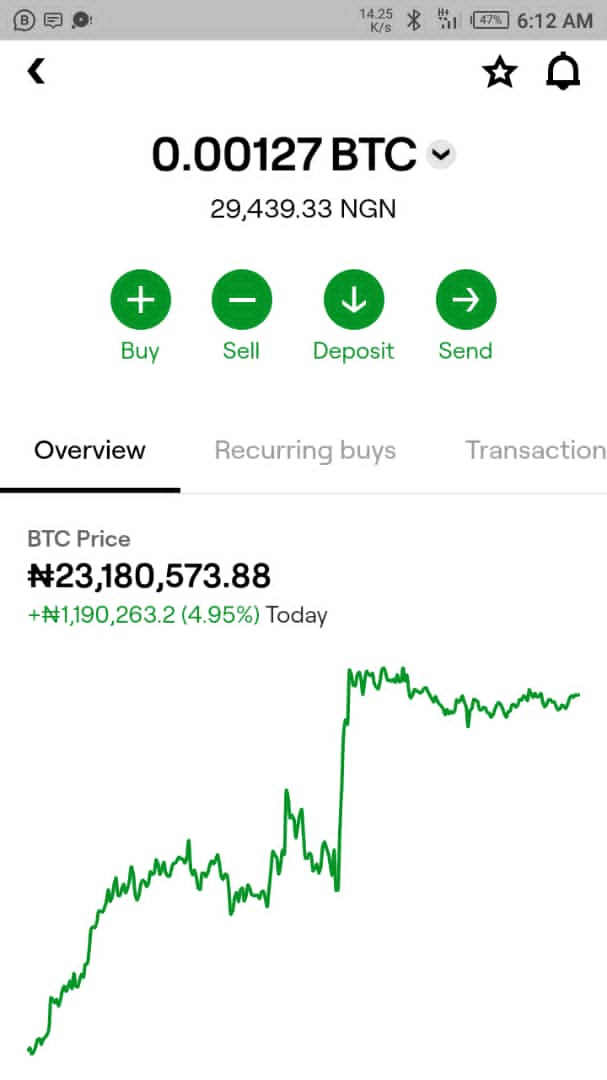 14.25 K/s H+ 47% 6:12 AM
0.00127 BTC
29,439.33 NGN
Buy Sell Deposit Send
Overview Recurring buys Transaction
BTC Price
₦23,180,573.88
+₦1,190,263.2 (4.95%) Today